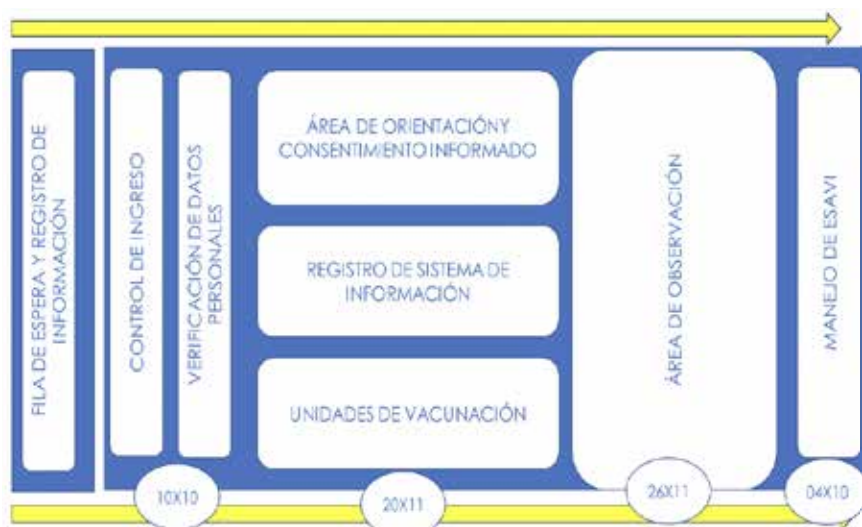 FILA DE ESPERA Y REGISTRO DE
INFORMACIÓN
CONTROL DE INGRESO
VERIFICACIÓN DE DATOS
PERSONALES
ÁREA DE ORIENTACIÓN Y
CONSENTIMIENTO INFORMADO
REGISTRO DE SISTEMA DE
INFORMACIÓN
UNIDADES DE VACUNACIÓN
ÁREA DE OBSERVACIÓN
MANEJO DE ESAVI
10X10
20X11
26X11
04X10